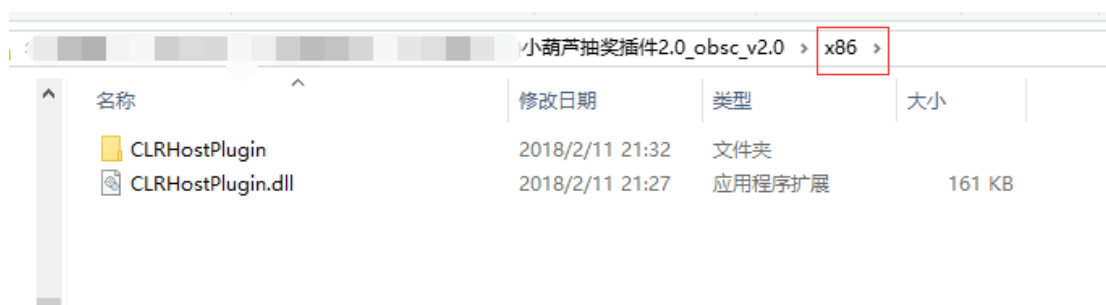 小葫芦抽奖插件2.0_obsc_v2.0 > x86 >
名称 修改日期 类型 大小
CLRHostPlugin 2018/2/11 21:32 文件夹
CLRHostPlugin.dll 2018/2/11 21:27 应用程序扩展 161 KB